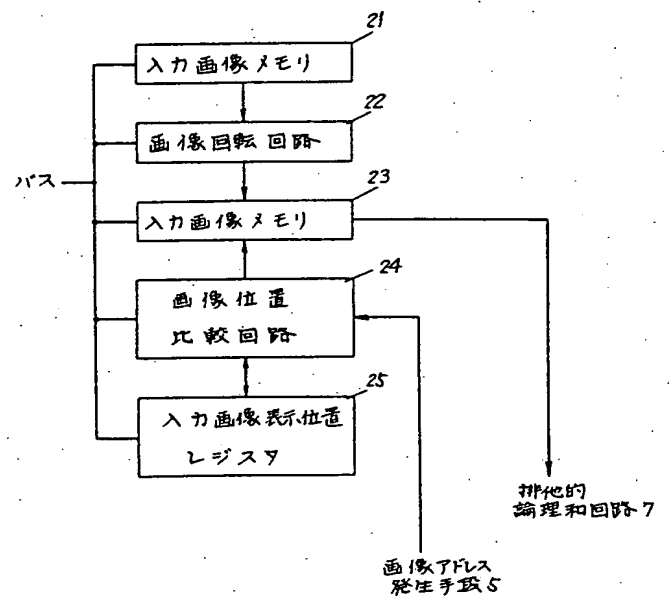 21
入力画像メモリ
22
画像回転回路
バス
23
入力画像メモリ
24
画像位置
比較回路
25
入力画像表示位置
レジスタ
排他的
論理和回路7
画像アドレス
発生手段5